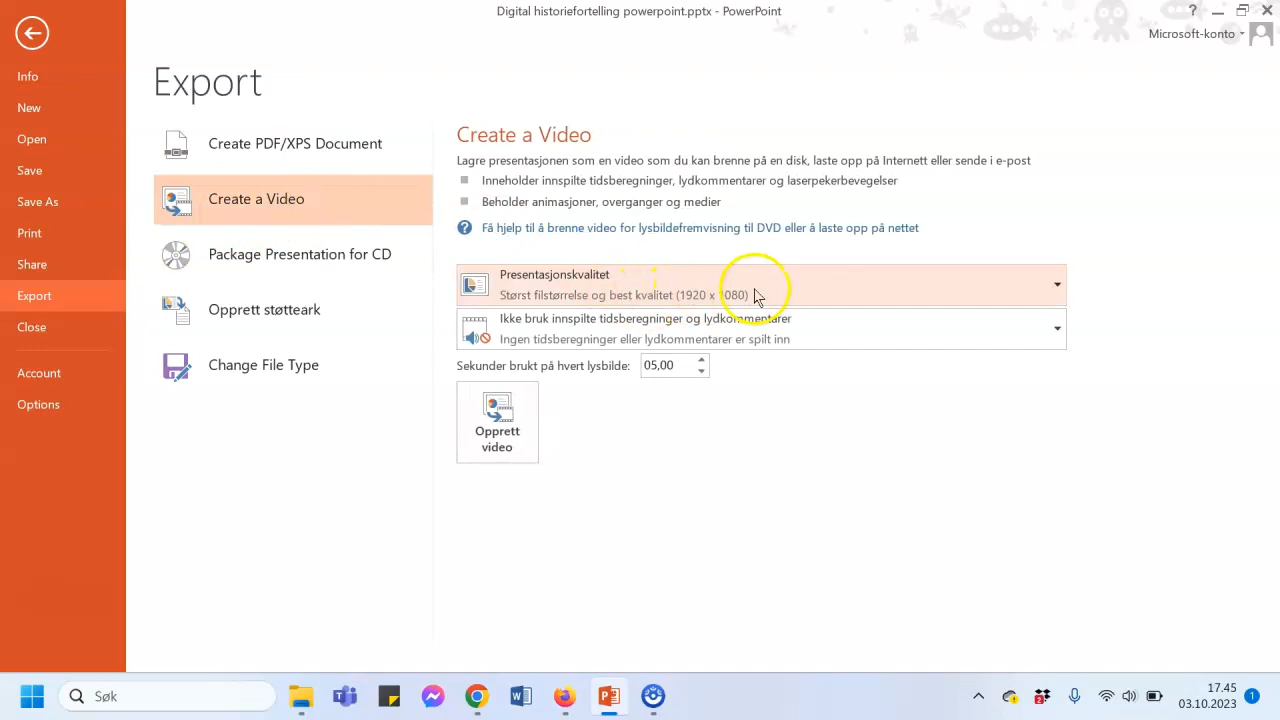 Digital historiefortelling powerpoint.pptx - PowerPoint
?
Microsoft-konto
Info
New
Open
Save
Save As
Print
Share
Export
Close
Account
Options
Export
Create PDF/XPS Document
Create a Video
Package Presentation for CD
Opprett støtteark
Change File Type
Create a Video
Lagre presentasjonen som en video som du kan brenne på en disk, laste opp på Internett eller sende i e-post
Inneholder innspilte tidsberegninger, lydkommentarer og laserpekerbevegelser
Beholder animasjoner, overganger og medier
? Få hjelp til å brenne video for lysbildefremvisning til DVD eller å laste opp på nettet
Presentasjonskvalitet
Størst filstørrelse og best kvalitet (1920 x 1080)
Ikke bruk innspilte tidsberegninger og lydkommentarer
Ingen tidsberegninger eller lydkommentarer er spilt inn
Sekunder brukt på hvert lysbilde: 05,00
Opprett
video
Søk
17.45
03.10.2023
2
1